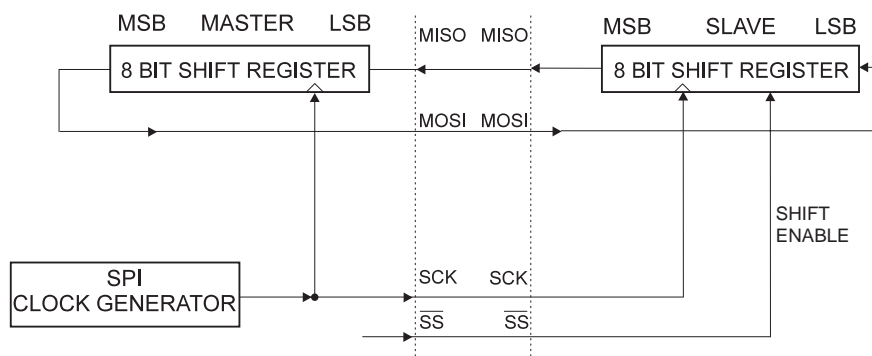 MSB MASTER LSB
MISO MISO
MSB SLAVE LSB
8 BIT SHIFT REGISTER
8 BIT SHIFT REGISTER
MOSI MOSI
SHIFT
ENABLE
SPI
CLOCK GENERATOR
SCK SCK
SS SS